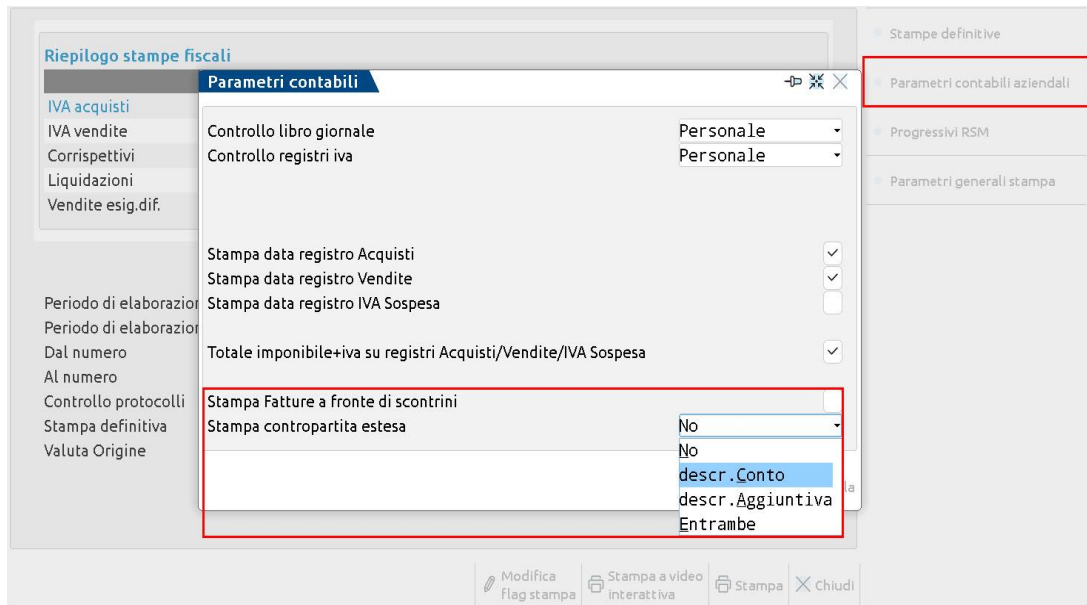 Riepilogo stampe fiscali
IVA acquisti
IVA vendite
Corrispettivi
Liquidazioni
Vendite esig.dif.
Periodo di elaborazion
Periodo di elaborazion
Dal numero
Al numero
Controllo protocolli
Stampa definitiva
Valuta Origine
Parametri contabili
Controllo libro giornale Personale
Controllo registri iva Personale
Stampa data registro Acquisti
Stampa data registro Vendite
Stampa data registro IVA Sospesa
Totale imponibile+iva su registri Acquisti/Vendite/IVA Sospesa
Stampa Fatture a fronte di scontrini
Stampa contropartita estesa No
No
descr.Conto
descr.Aggiuntiva
Entrambe
la
Stampe definitive
Parametri contabili aziendali
Progressivi RSM
Parametri generali stampa
Modifica
flag stampa
Stampa a video
interattiva
Stampa
Chiudi